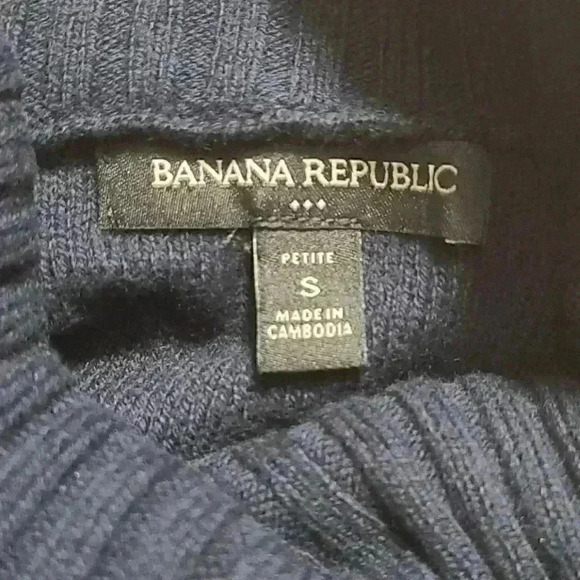 BANANA REPUBLIC
PETITE
S
MADE IN
CAMBODIA